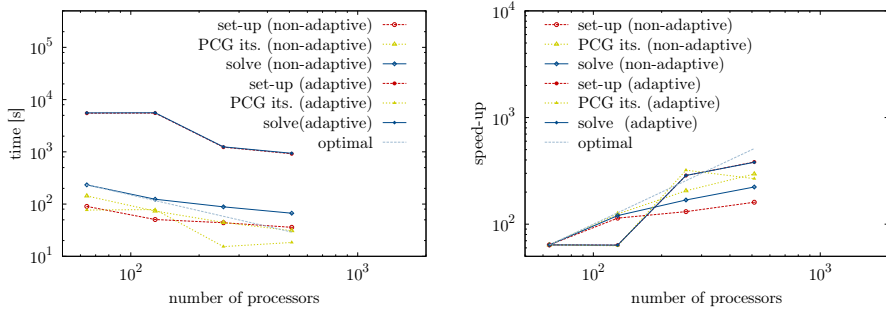 set-up (non-adaptive)
PCG its. (non-adaptive)
solve (non-adaptive)
set-up (adaptive)
PCG its. (adaptive)
solve(adaptive)
optimal
time [s]
10^5
10^4
10^3
10^2
10^1
10^2
10^3
number of processors
set-up (non-adaptive)
PCG its. (non-adaptive)
solve (non-adaptive)
set-up (adaptive)
PCG its. (adaptive)
solve (adaptive)
optimal
speed-up
10^4
10^3
10^2
10^2
10^3
number of processors